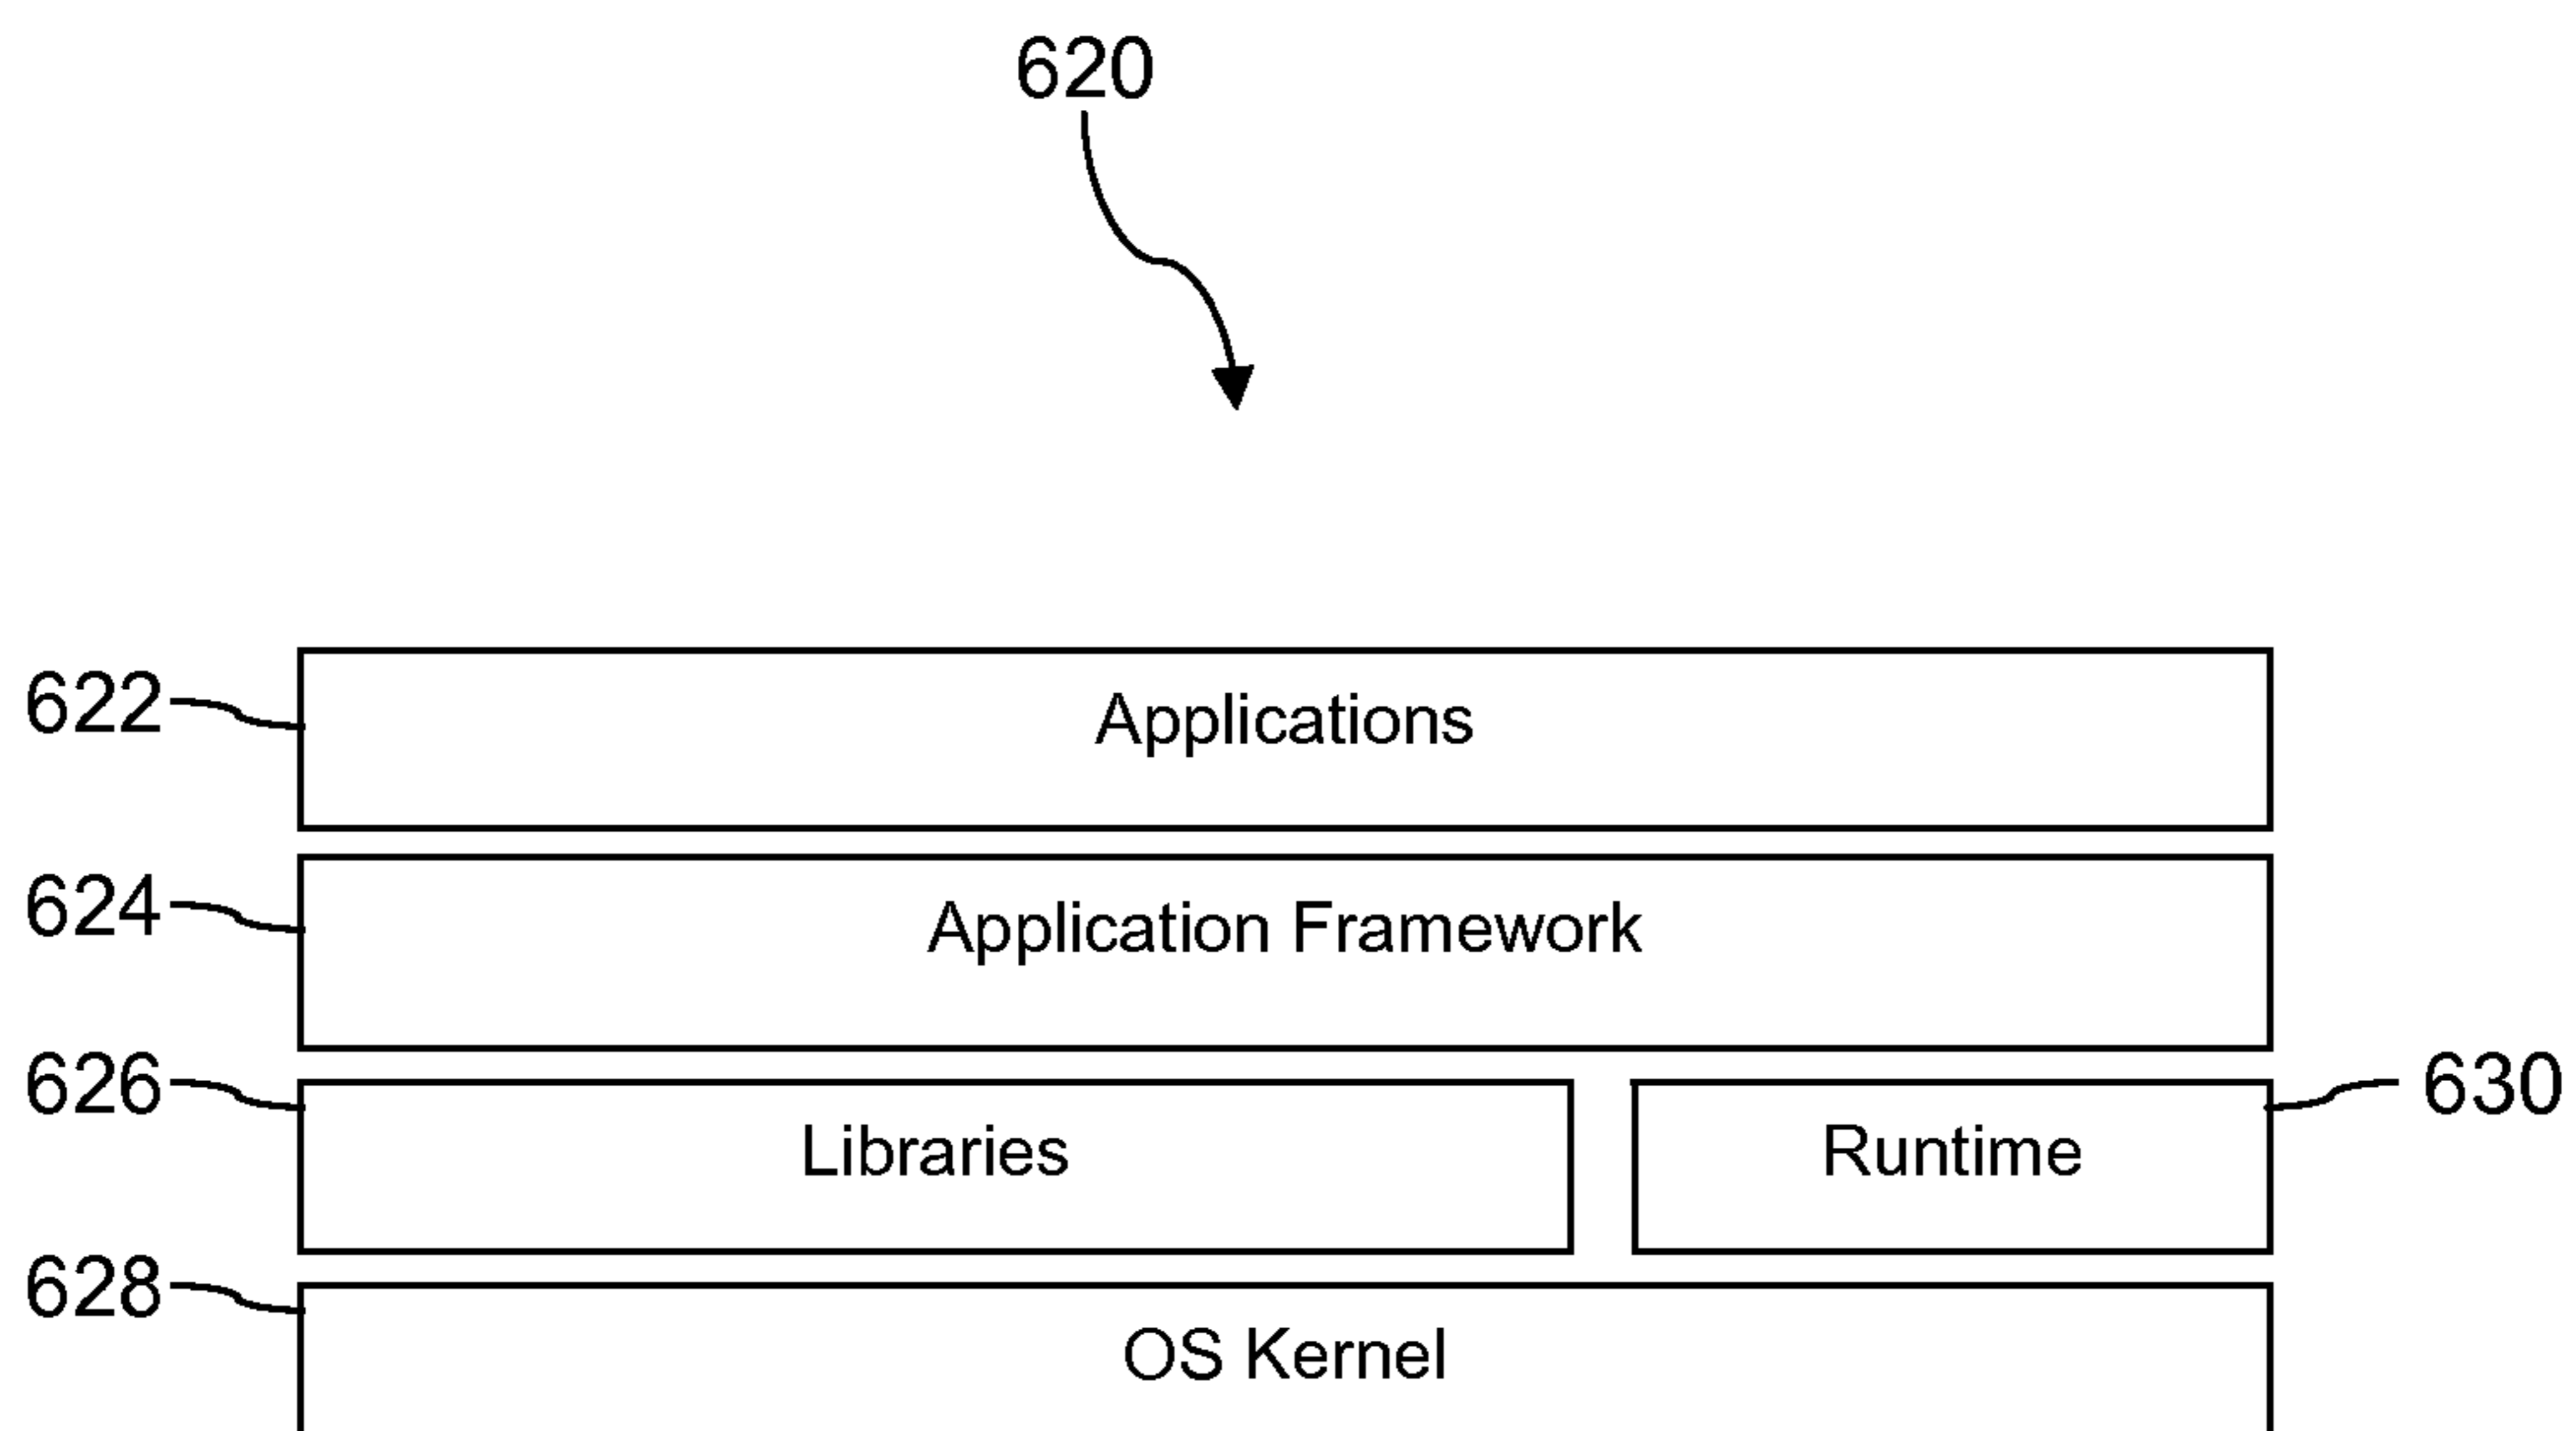 620
622
Applications
624
Application Framework
626
Libraries
Runtime
630
628
OS Kernel